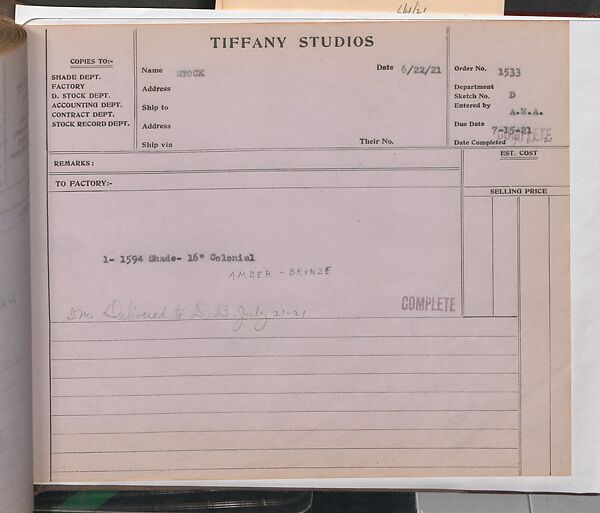 6/4/21
TIFFANY STUDIOS
COPIES TO:-
SHADE DEPT.
FACTORY
D. STOCK DEPT.
ACCOUNTING DEPT.
CONTRACT DEPT.
STOCK RECORD DEPT.
Name STOCK Date 6/22/21
Address
Ship to
Address
Ship via Their No.
Order No. 1533
Department
Sketch No. D
Entered by A.M.A.
Due Date 7-15-21
COMPLETE
Date Completed
REMARKS:
EST. COST
TO FACTORY:-
SELLING PRICE
1- 1594 Shade- 16" Colonial
AMBER - BRONZE
COMPLETE
Delivered to D.B. July 21-21